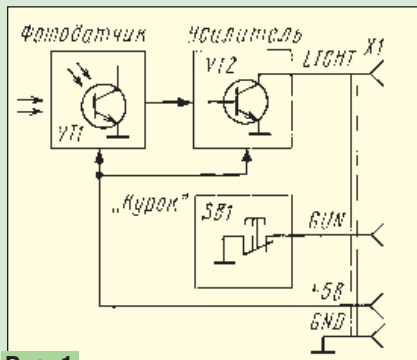 Фотодатчик
Усилитель
VT2
LIGHT
X1
VT1
„Курок”
SB1
GUN
+5В
GND
Рис. 1